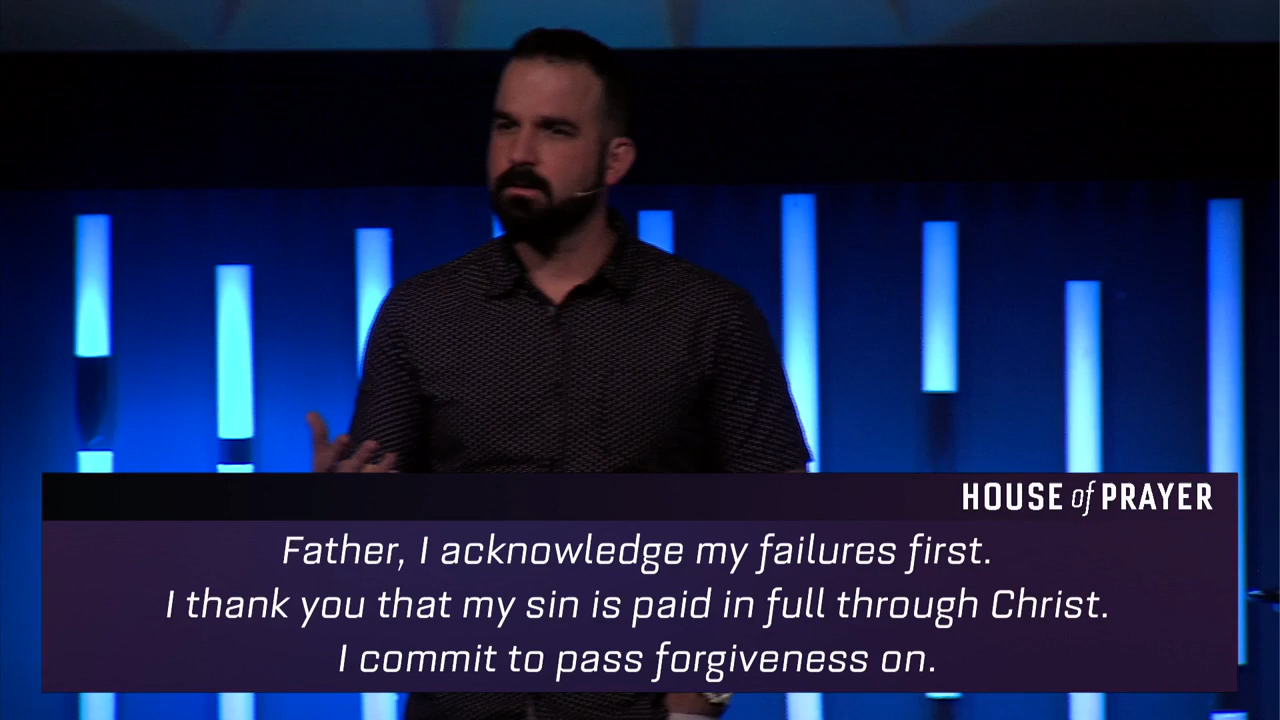 HOUSE of PRAYER
Father, I acknowledge my failures first.
I thank you that my sin is paid in full through Christ.
I commit to pass forgiveness on.